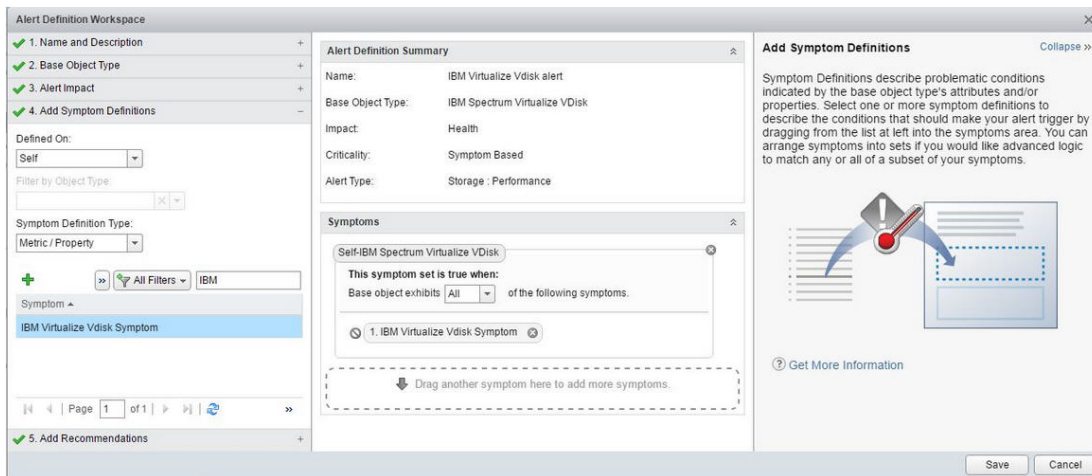 Alert Definition Workspace
1. Name and Description
2. Base Object Type
3. Alert Impact
4. Add Symptom Definitions
Defined On:
Self
Filter by Object Type:
Symptom Definition Type:
Metric / Property
All Filters
IBM
Symptom
IBM Virtualize Vdisk Symptom
Page 1 of 1
5. Add Recommendations
Alert Definition Summary
Name: IBM Virtualize Vdisk alert
Base Object Type: IBM Spectrum Virtualize VDisk
Impact: Health
Criticality: Symptom Based
Alert Type: Storage : Performance
Symptoms
Self-IBM Spectrum Virtualize VDisk
This symptom set is true when:
Base object exhibits All of the following symptoms.
1. IBM Virtualize Vdisk Symptom
Drag another symptom here to add more symptoms.
Add Symptom Definitions
Collapse »
Symptom Definitions describe problematic conditions
indicated by the base object type's attributes and/or
properties. Select one or more symptom definitions to
describe the conditions that should make your alert trigger by
dragging from the list at left into the symptoms area. You can
arrange symptoms into sets if you would like advanced logic
to match any or all of a subset of your symptoms.
Get More Information
Save
Cancel